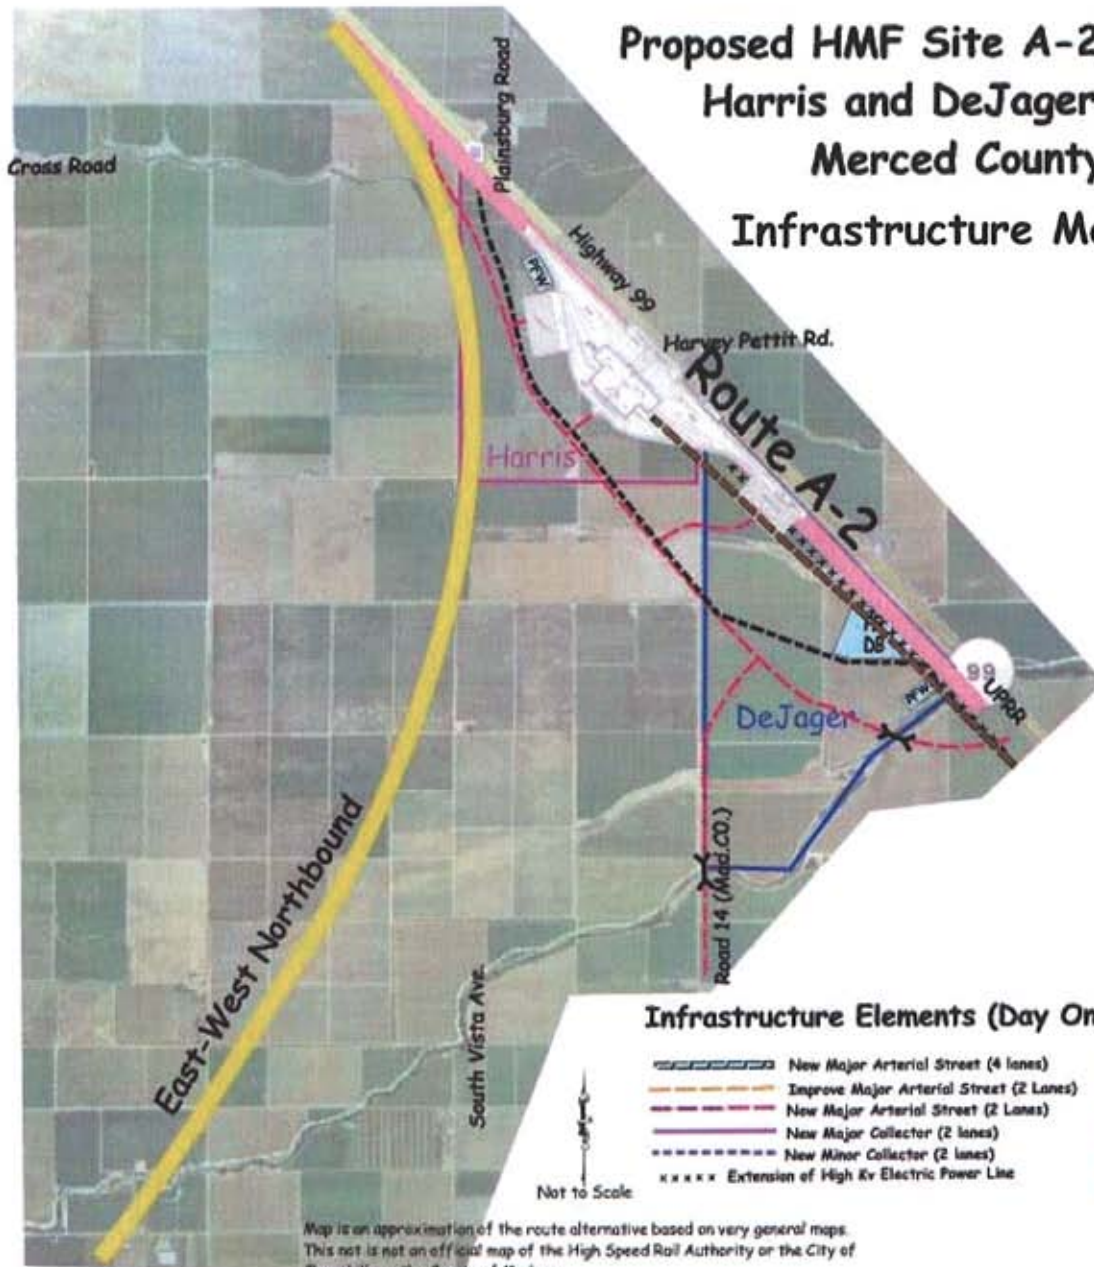 Proposed HMF Site A-2
Harris and DeJager
Merced County
Infrastructure
Plainsburg Road
Cross Road
Highway 99
PFW
Harvey Pettit Rd.
Route A-2
Harris
DB
99
UPRR
PFW
DeJager
Road 14 (Mad.CO.)
East-West Northbound
South Vista Ave.
Infrastructure Elements (Day
New Major Arterial Street (4 lanes)
Improve Major Arterial Street (2 Lanes)
New Major Arterial Street (2 Lanes)
New Major Collector (2 lanes)
New Minor Collector (2 lanes)
Extension of High Kv Electric Power Line
Not to Scale
Map is an approximation of the route alternative based on very general maps.
This not is not an official map of the High Speed Rail Authority or the City of